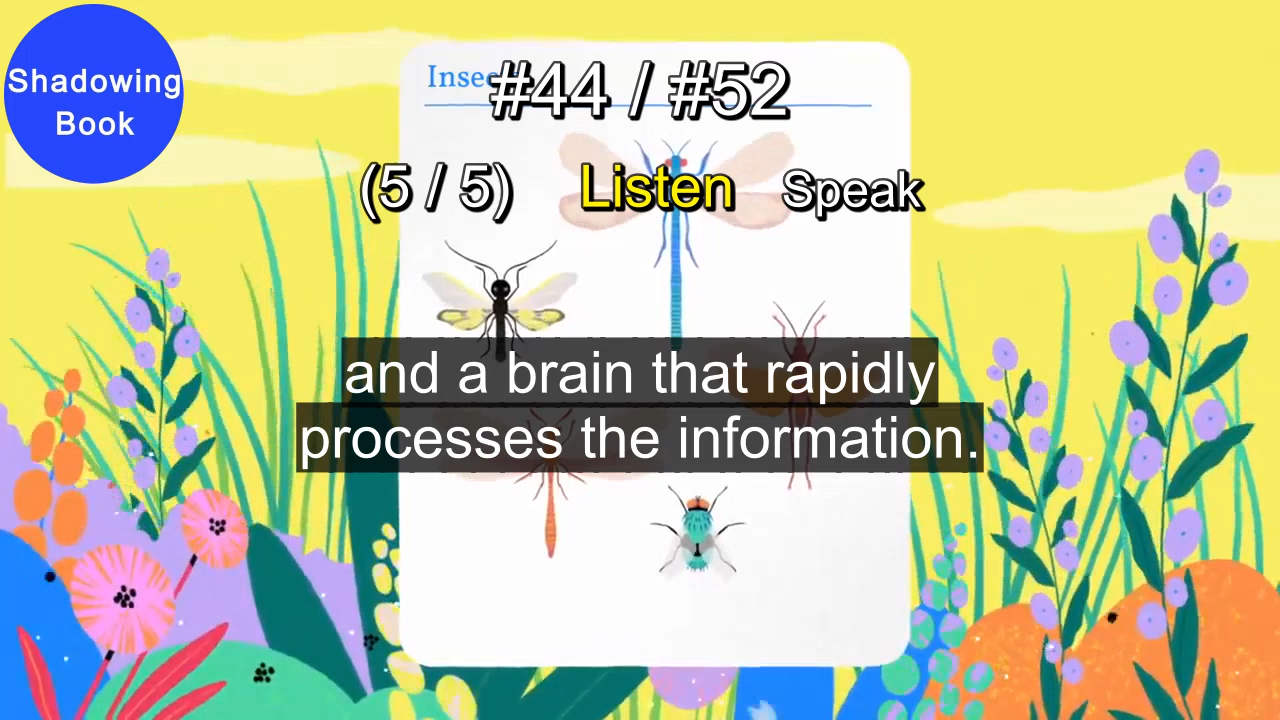 Shadowing
Book
#44 / #52
(5 / 5) Listen Speak
and a brain that rapidly
processes the information.